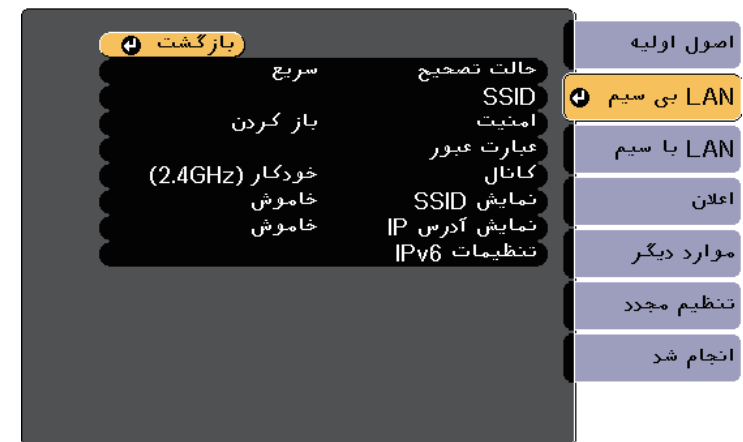 اصول اولیه
LAN بی سیم
LAN با سیم
اعلان
موارد دیگر
تنظیم مجدد
انجام شد
بازگشت
حالت تصحیح سریع
SSID
امنیت باز کردن
عبارت عبور
کانال خودکار (2.4GHz)
نمایش SSID خاموش
نمایش آدرس IP خاموش
تنظیمات IPv6